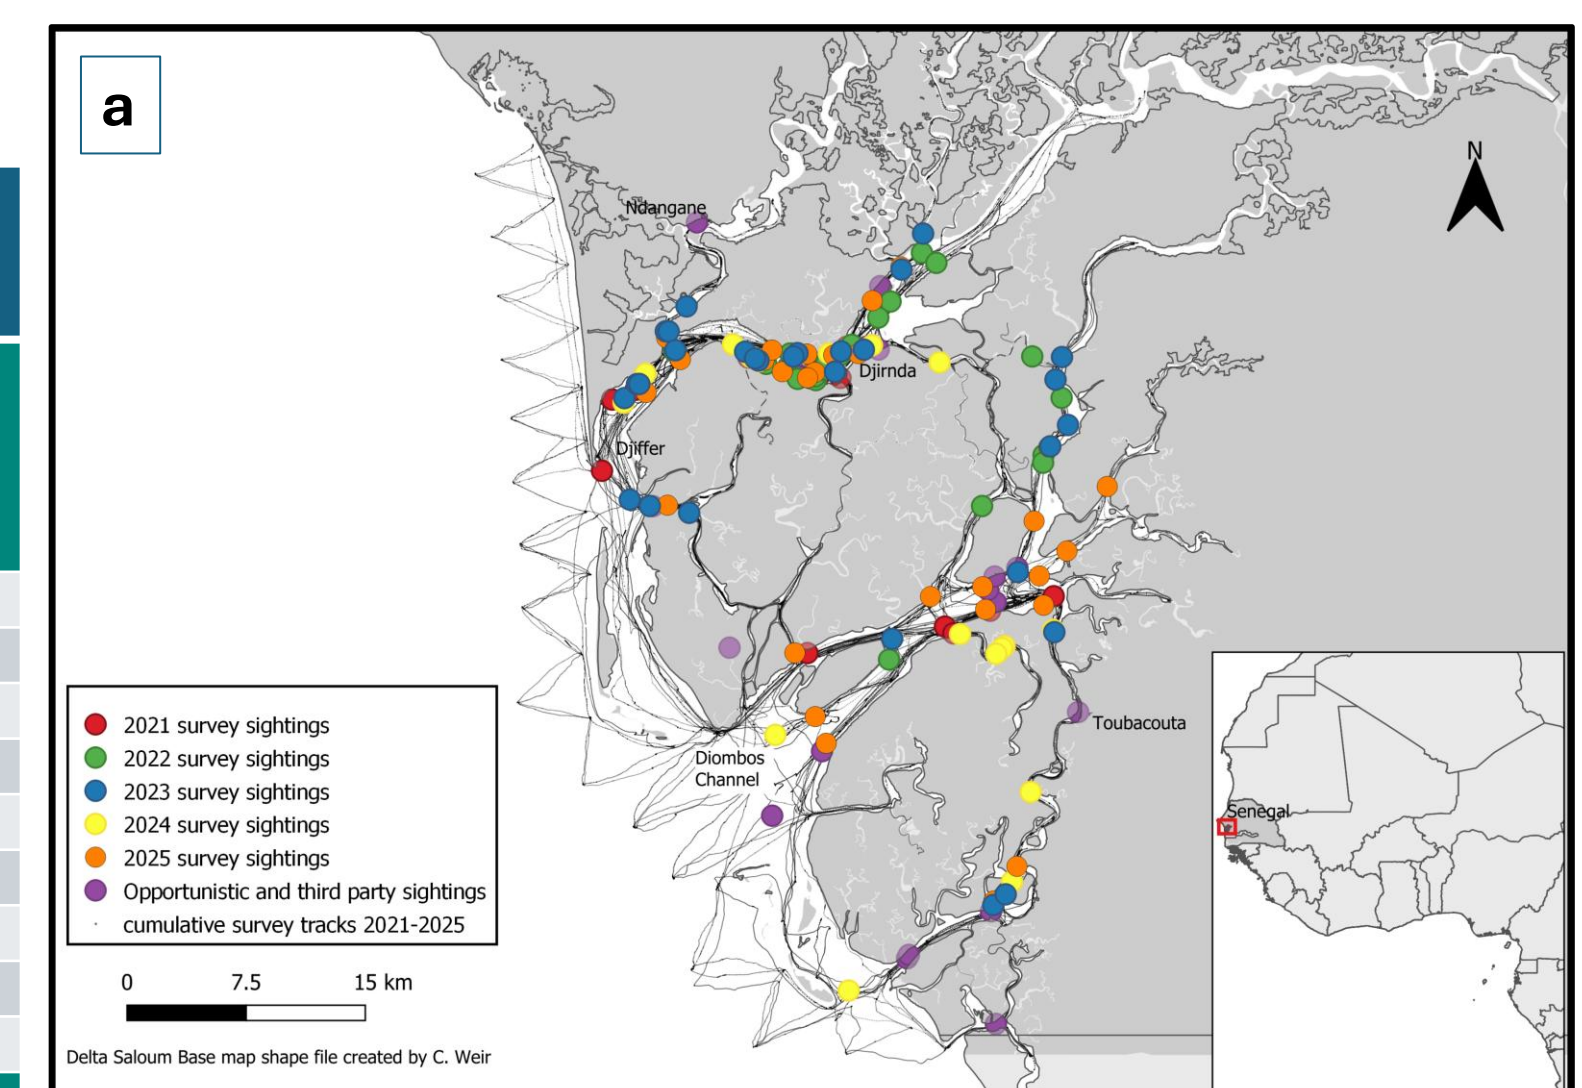 a
N
Ndangane
Djirnda
Djiffer
Toubacouta
Diombos
Channel
Senegal
2021 survey sightings
2022 survey sightings
2023 survey sightings
2024 survey sightings
2025 survey sightings
Opportunistic and third party sightings
cumulative survey tracks 2021-2025
0 7.5 15 km
Delta Saloum Base map shape file created by C. Weir